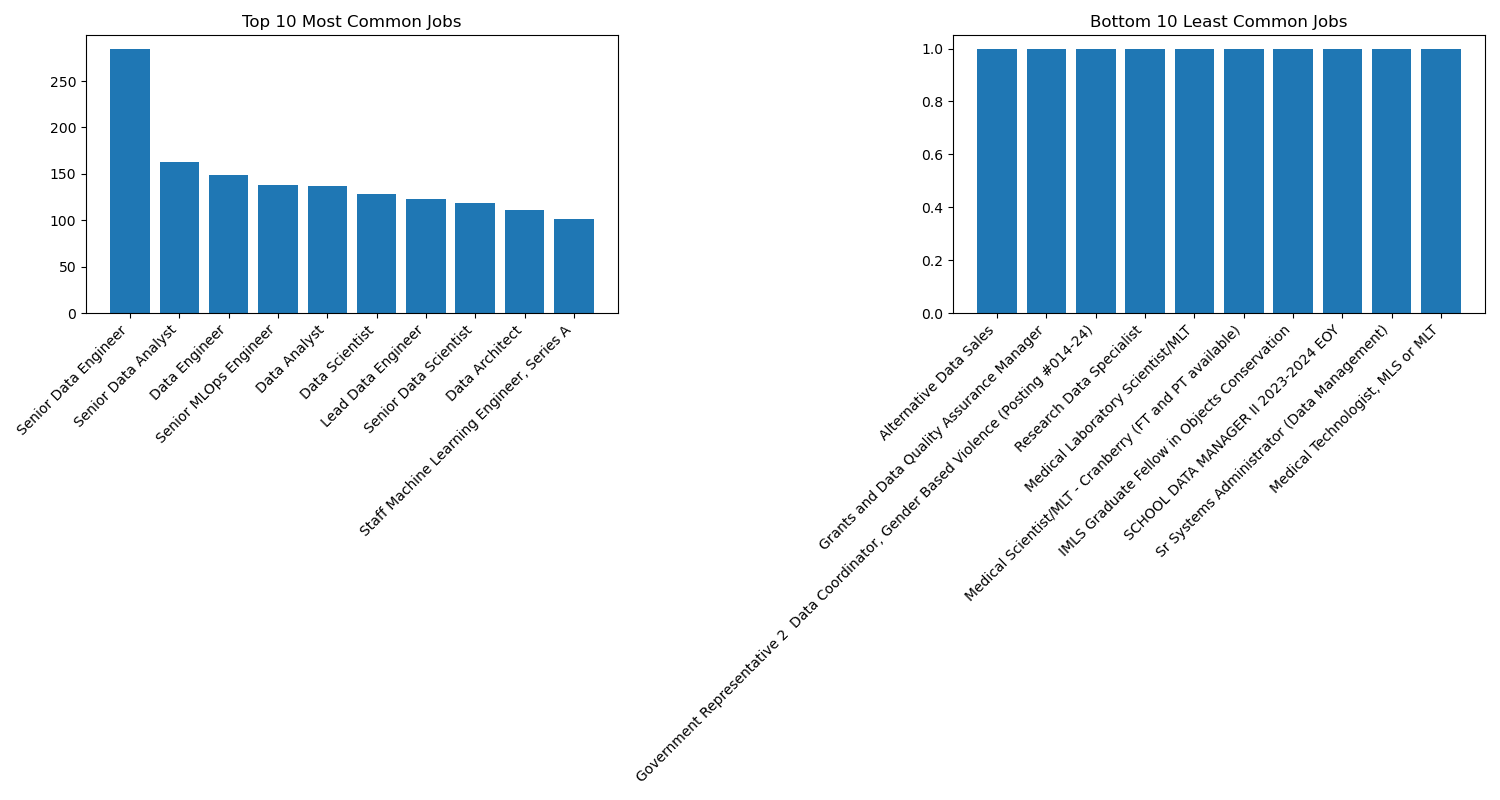 Top 10 Most Common Jobs
250
200
150
100
50
0
Senior Data Engineer
Senior Data Analyst
Data Engineer
Senior MLOps Engineer
Data Analyst
Data Scientist
Lead Data Engineer
Senior Data Scientist
Data Architect
Staff Machine Learning Engineer, Series A
Bottom 10 Least Common Jobs
1.0
0.8
0.6
0.4
0.2
0.0
Alternative Data Sales
Grants and Data Quality Assurance Manager
Government Representative 2  Data Coordinator, Gender Based Violence (Posting #014-24)
Research Data Specialist
Medical Laboratory Scientist/MLT
Medical Scientist/MLT - Cranberry (FT and PT available)
IMLS Graduate Fellow in Objects Conservation
SCHOOL DATA MANAGER II 2023-2024 EOY
Sr Systems Administrator (Data Management)
Medical Technologist, MLS or MLT